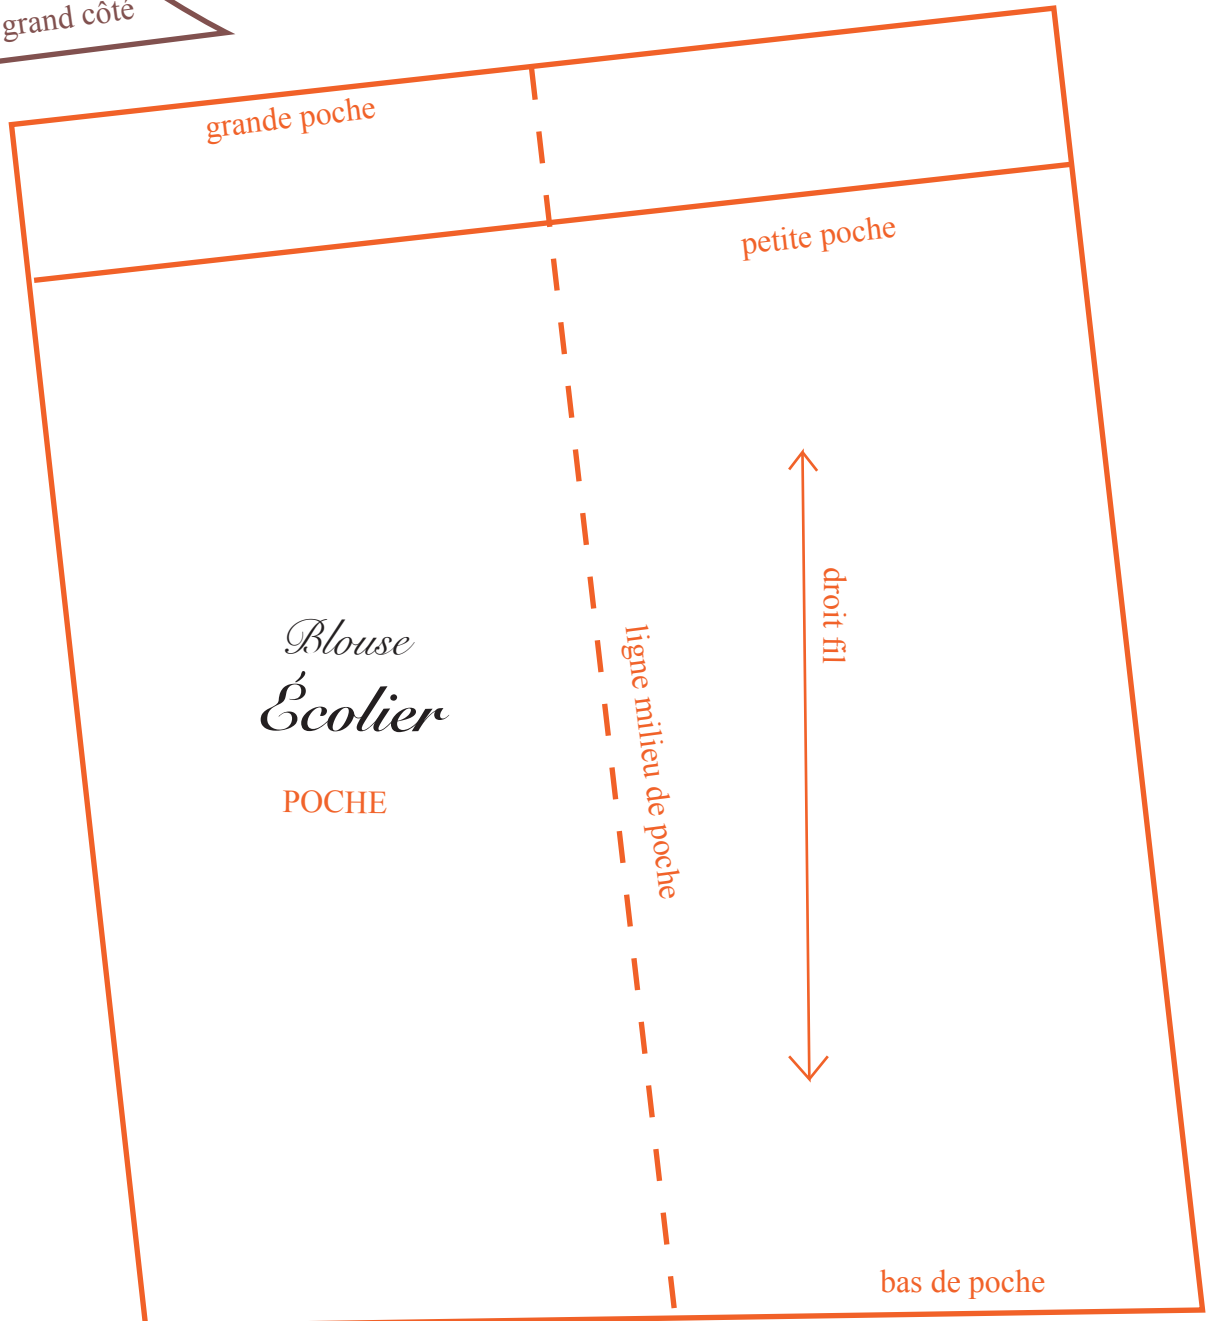 grand côté
grande poche
petite poche
droit fil
Blouse
Écolier
ligne milieu de poche
POCHE
bas de poche